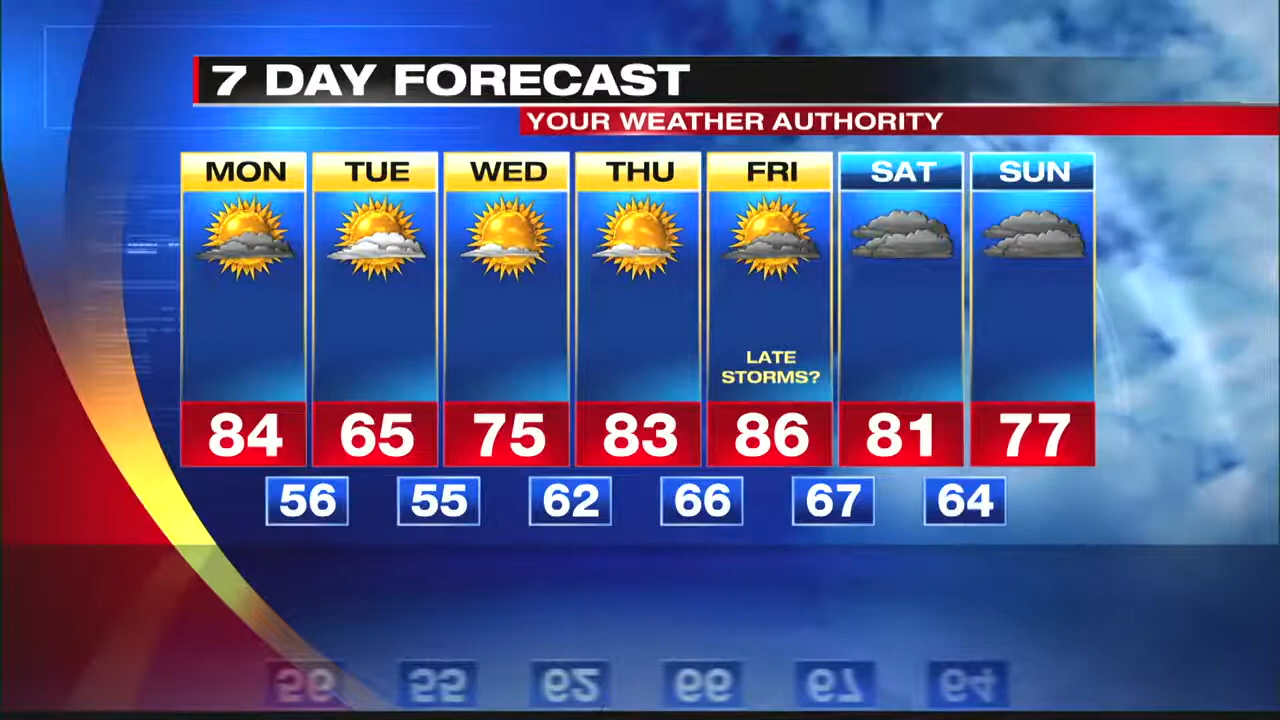 7 DAY FORECAST
YOUR WEATHER AUTHORITY
MON TUE WED THU FRI SAT SUN
LATE
STORMS?
84 65 75 83 86 81 77
56 55 62 66 67 64